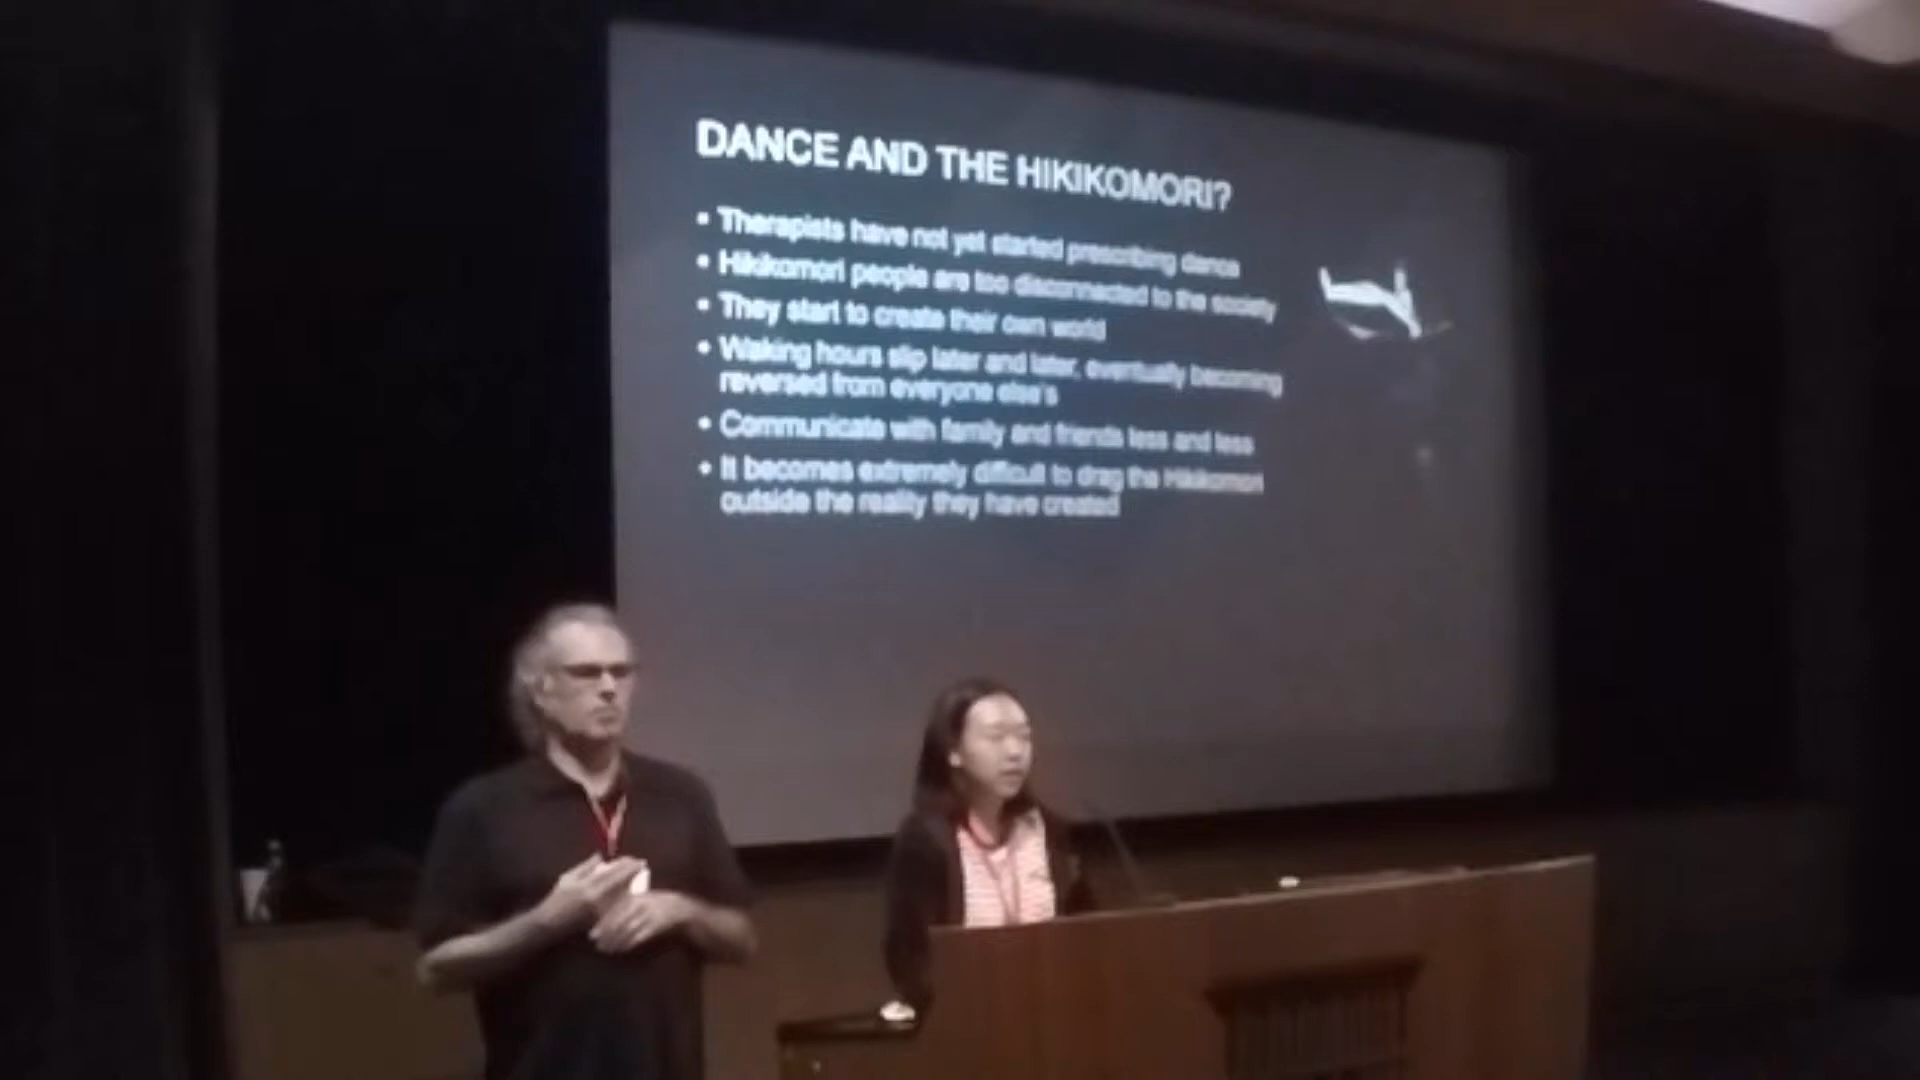 DANCE AND THE HIKIKOMORI?
• Therapists have not yet started prescribing dance
• Hikikomori people are too disconnected to the society
• They start to create their own world
• Waking hours slip later and later, eventually becoming
reversed from everyone else's
• Communicate with family and friends less and less
• It becomes extremely difficult to drag the Hikikomori
outside the reality they have created